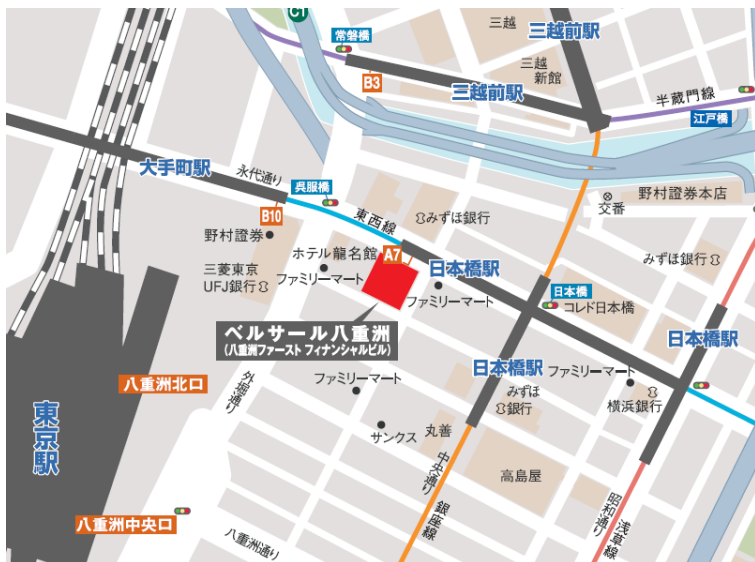 C1
常磐橋
三越
三越前駅
三越
新館
B3
三越前駅
半蔵門線
江戸橋
大手町駅
永代通り
呉服橋
B10
東西線
みずほ銀行
交番
野村證券本店
野村證券
ホテル龍名館
A7
日本橋駅
みずほ銀行
三菱東京
UFJ銀行
ファミリーマート
ファミリーマート
日本橋
コレド日本橋
ベルサール八重洲
(八重洲ファースト フィナンシャルビル)
日本橋駅
日本橋駅
八重洲北口
外堀通り
ファミリーマート
みずほ
銀行
ファミリーマート
横浜銀行
東京駅
サンクス
丸善
中央通り
高島屋
八重洲中央口
八重洲通り
銀座線
昭和通り
浅草線